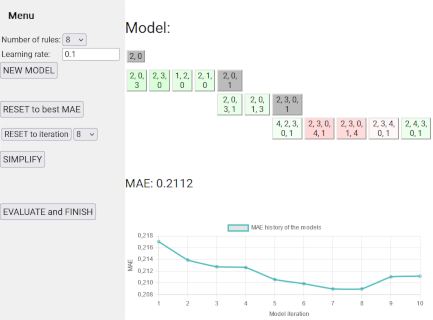 Menu
Number of rules: 8
Learning rate: 0.1
NEW MODEL
RESET to best MAE
RESET to iteration 8
SIMPLIFY
EVALUATE and FINISH
Model:
2, 0
2, 0, 3
2, 3, 0
1, 2, 0
2, 1, 0
2, 0, 1
2, 0, 3, 1
2, 0, 1, 3
2, 3, 0, 1
4, 2, 3, 0, 1
2, 3, 0, 4, 1
2, 3, 0, 1, 4
2, 3, 4, 0, 1
2, 4, 3, 0, 1
MAE: 0.2112
MAE history of the models
0,218
0,216
0,214
0,212
0,210
0,208
MAE
1 2 3 4 5 6 7 8 9 10
Model iteration